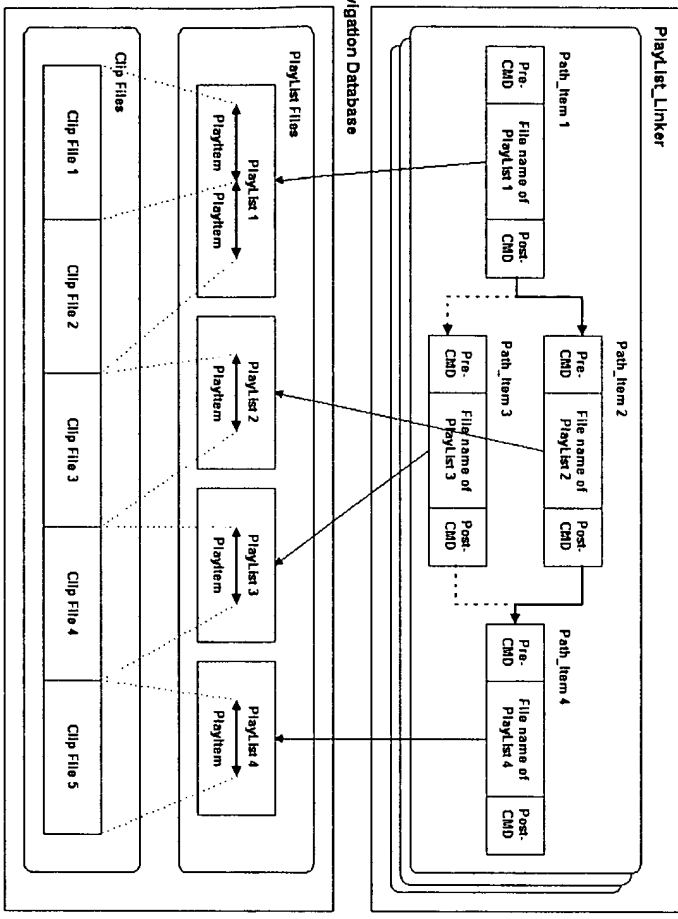 PlayList_Linker
Path_Item 1
Pre-
CMD
File name of
PlayList 1
Post-
CMD
Path_Item 2
Pre-
CMD
File name of
PlayList 2
Post-
CMD
Pre-
CMD
File name of
PlayList 3
Post-
CMD
Path_Item 3
Path_Item 4
Pre-
CMD
File name of
PlayList 4
Post-
CMD
vigation Database
PlayList Files
PlayList 1
PlayItem
PlayItem
PlayList 2
PlayItem
PlayList 3
PlayItem
PlayList 4
PlayItem
Clip Files
Clip File 1
Clip File 2
Clip File 3
Clip File 4
Clip File 5